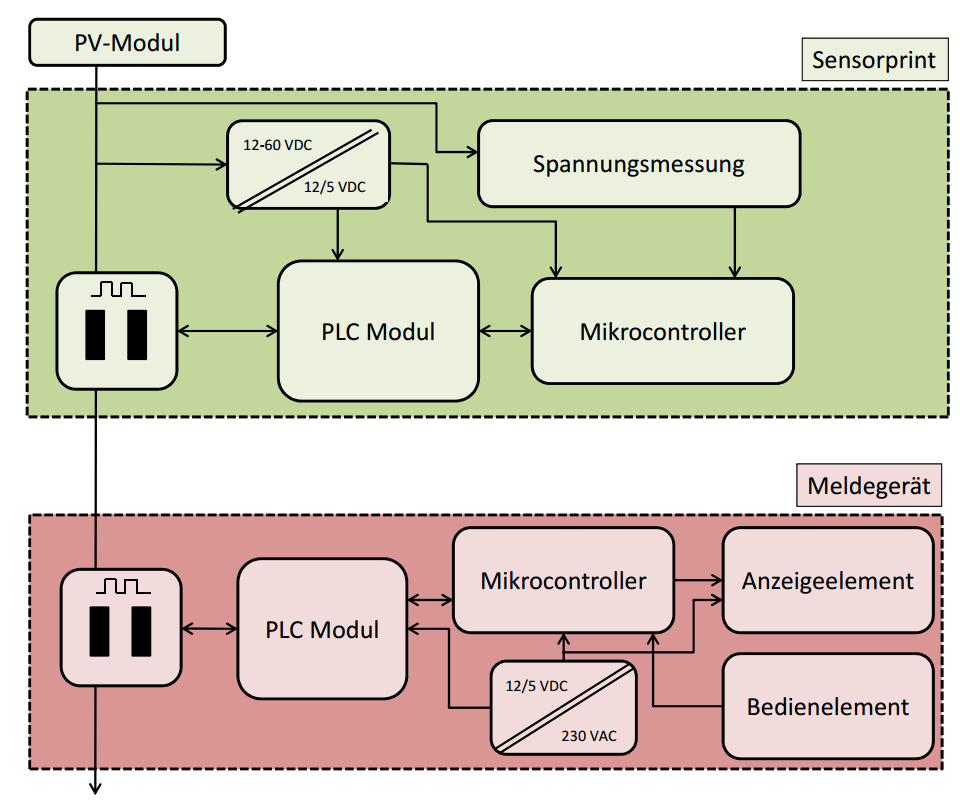 PV-Modul
Sensorprint
12-60 VDC
12/5 VDC
Spannungsmessung
PLC Modul
Mikrocontroller
Meldegerät
Mikrocontroller
Anzeigeelement
PLC Modul
12/5 VDC
230 VAC
Bedienelement